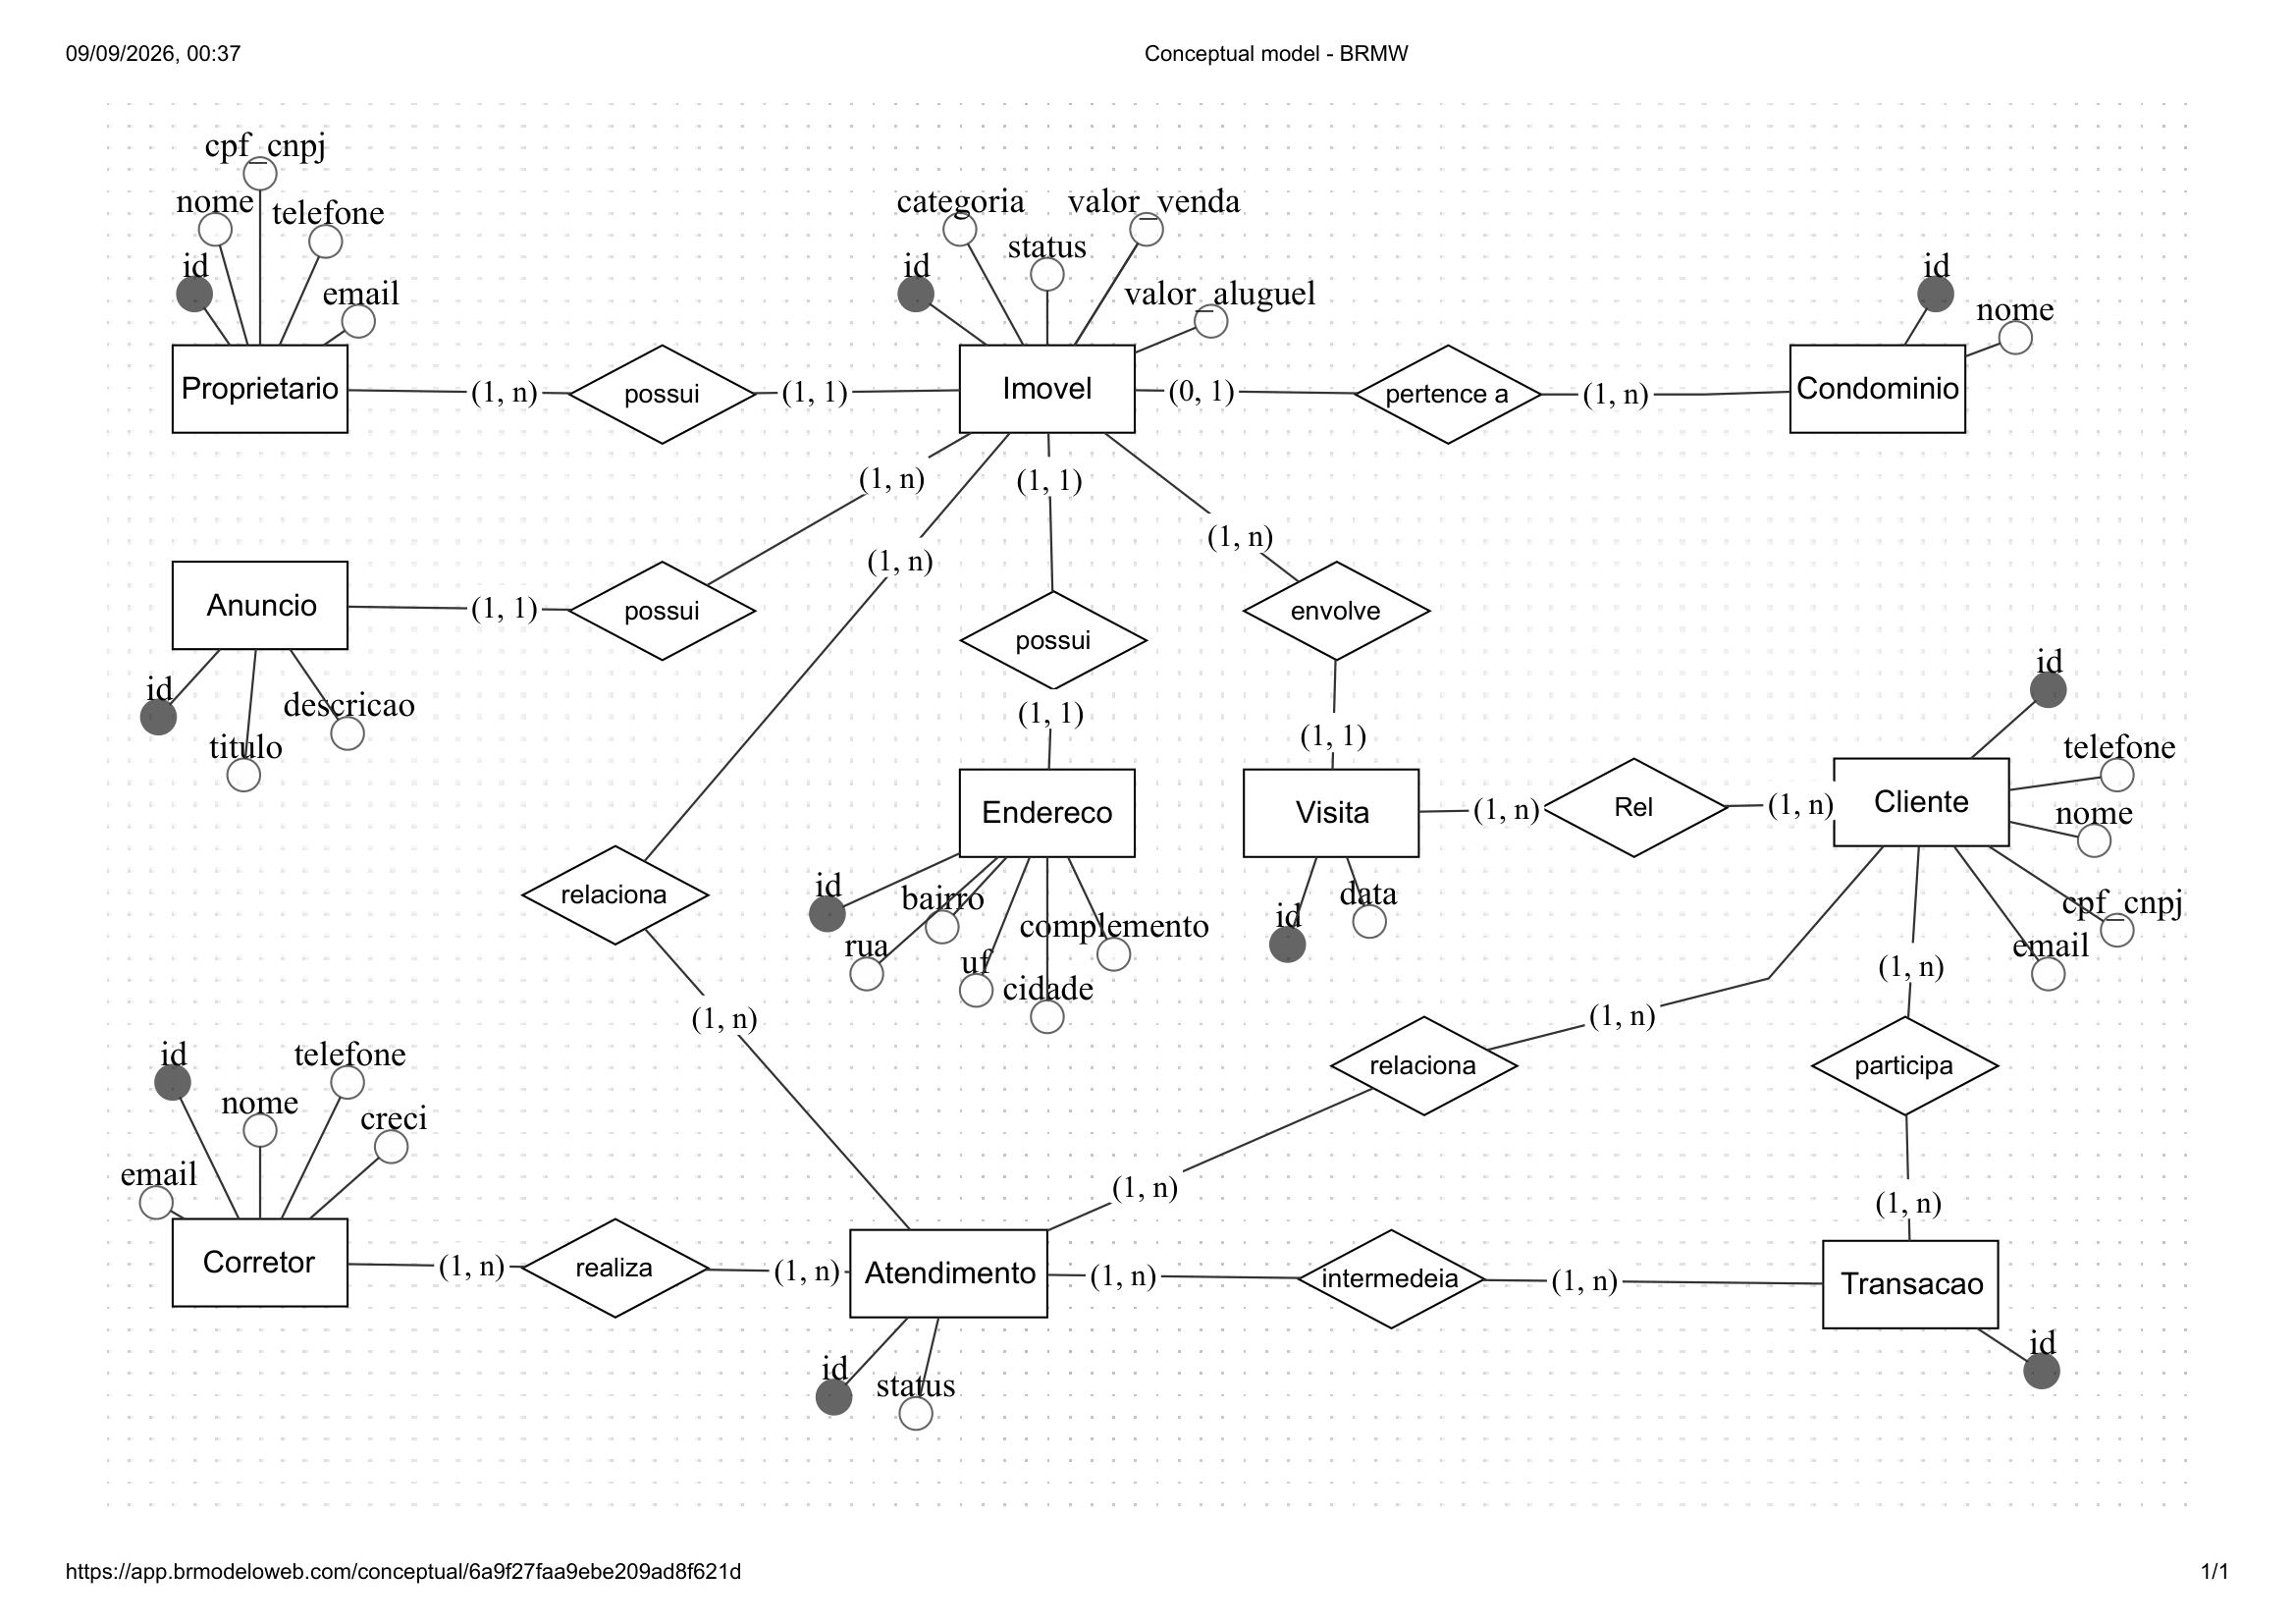 09/09/2026, 00:37
Conceptual model - BRMW
cpf_cnpj
nome
telefone
id
email
Proprietario
(1, n)
possui
(1, 1)
categoria
valor_venda
status
id
valor_aluguel
Imovel
(0, 1)
pertence a
(1, n)
id
nome
Condominio
(1, n)
(1, 1)
(1, n)
(1, n)
Anuncio
(1, 1)
possui
possui
envolve
id
descricao
titulo
(1, 1)
(1, 1)
id
telefone
nome
cpf_cnpj
email
Cliente
Endereco
Visita
(1, n)
Rel
(1, n)
relaciona
id
bairro
complemento
rua
uf
cidade
id
data
(1, n)
(1, n)
(1, n)
relaciona
participa
id
telefone
nome
creci
email
(1, n)
(1, n)
Corretor
(1, n)
realiza
(1, n)
Atendimento
(1, n)
intermedeia
(1, n)
Transacao
id
status
id
https://app.brmodeloweb.com/conceptual/6a9f27faa9ebe209ad8f621d
1/1